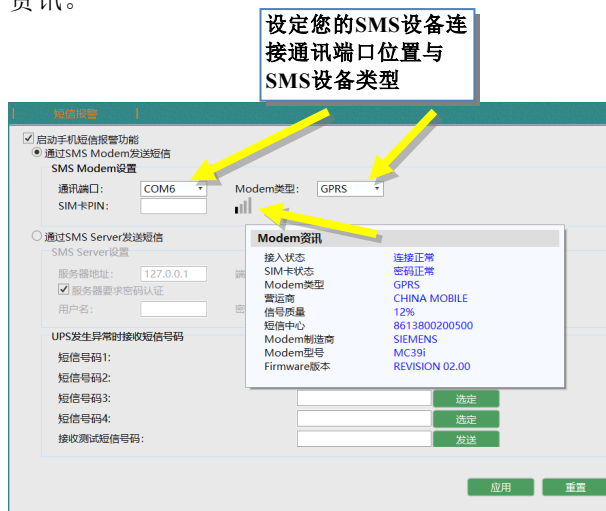 资讯。
设定您的SMS设备连
接通讯端口位置与
SMS设备类型
短信报警
启动手机短信报警功能
通过SMS Modem发送短信
SMS Modem设置
通讯端口: COM6 Modem类型: GPRS
SIM卡PIN:
通过SMS Server发送短信
SMS Server设置
服务器地址: 127.0.0.1 端
服务器要求密码认证
用户名: 密
Modem资讯
接入状态 连接正常
SIM卡状态 密码正常
Modem类型 GPRS
营运商 CHINA MOBILE
信号质量 12%
短信中心 8613800200500
Modem制造商 SIEMENS
Modem型号 MC39i
Firmware版本 REVISION 02.00
UPS发生异常时接收短信号码
短信号码1:
短信号码2:
短信号码3: 选定
短信号码4: 选定
接收测试短信号码: 发送
应用 重置